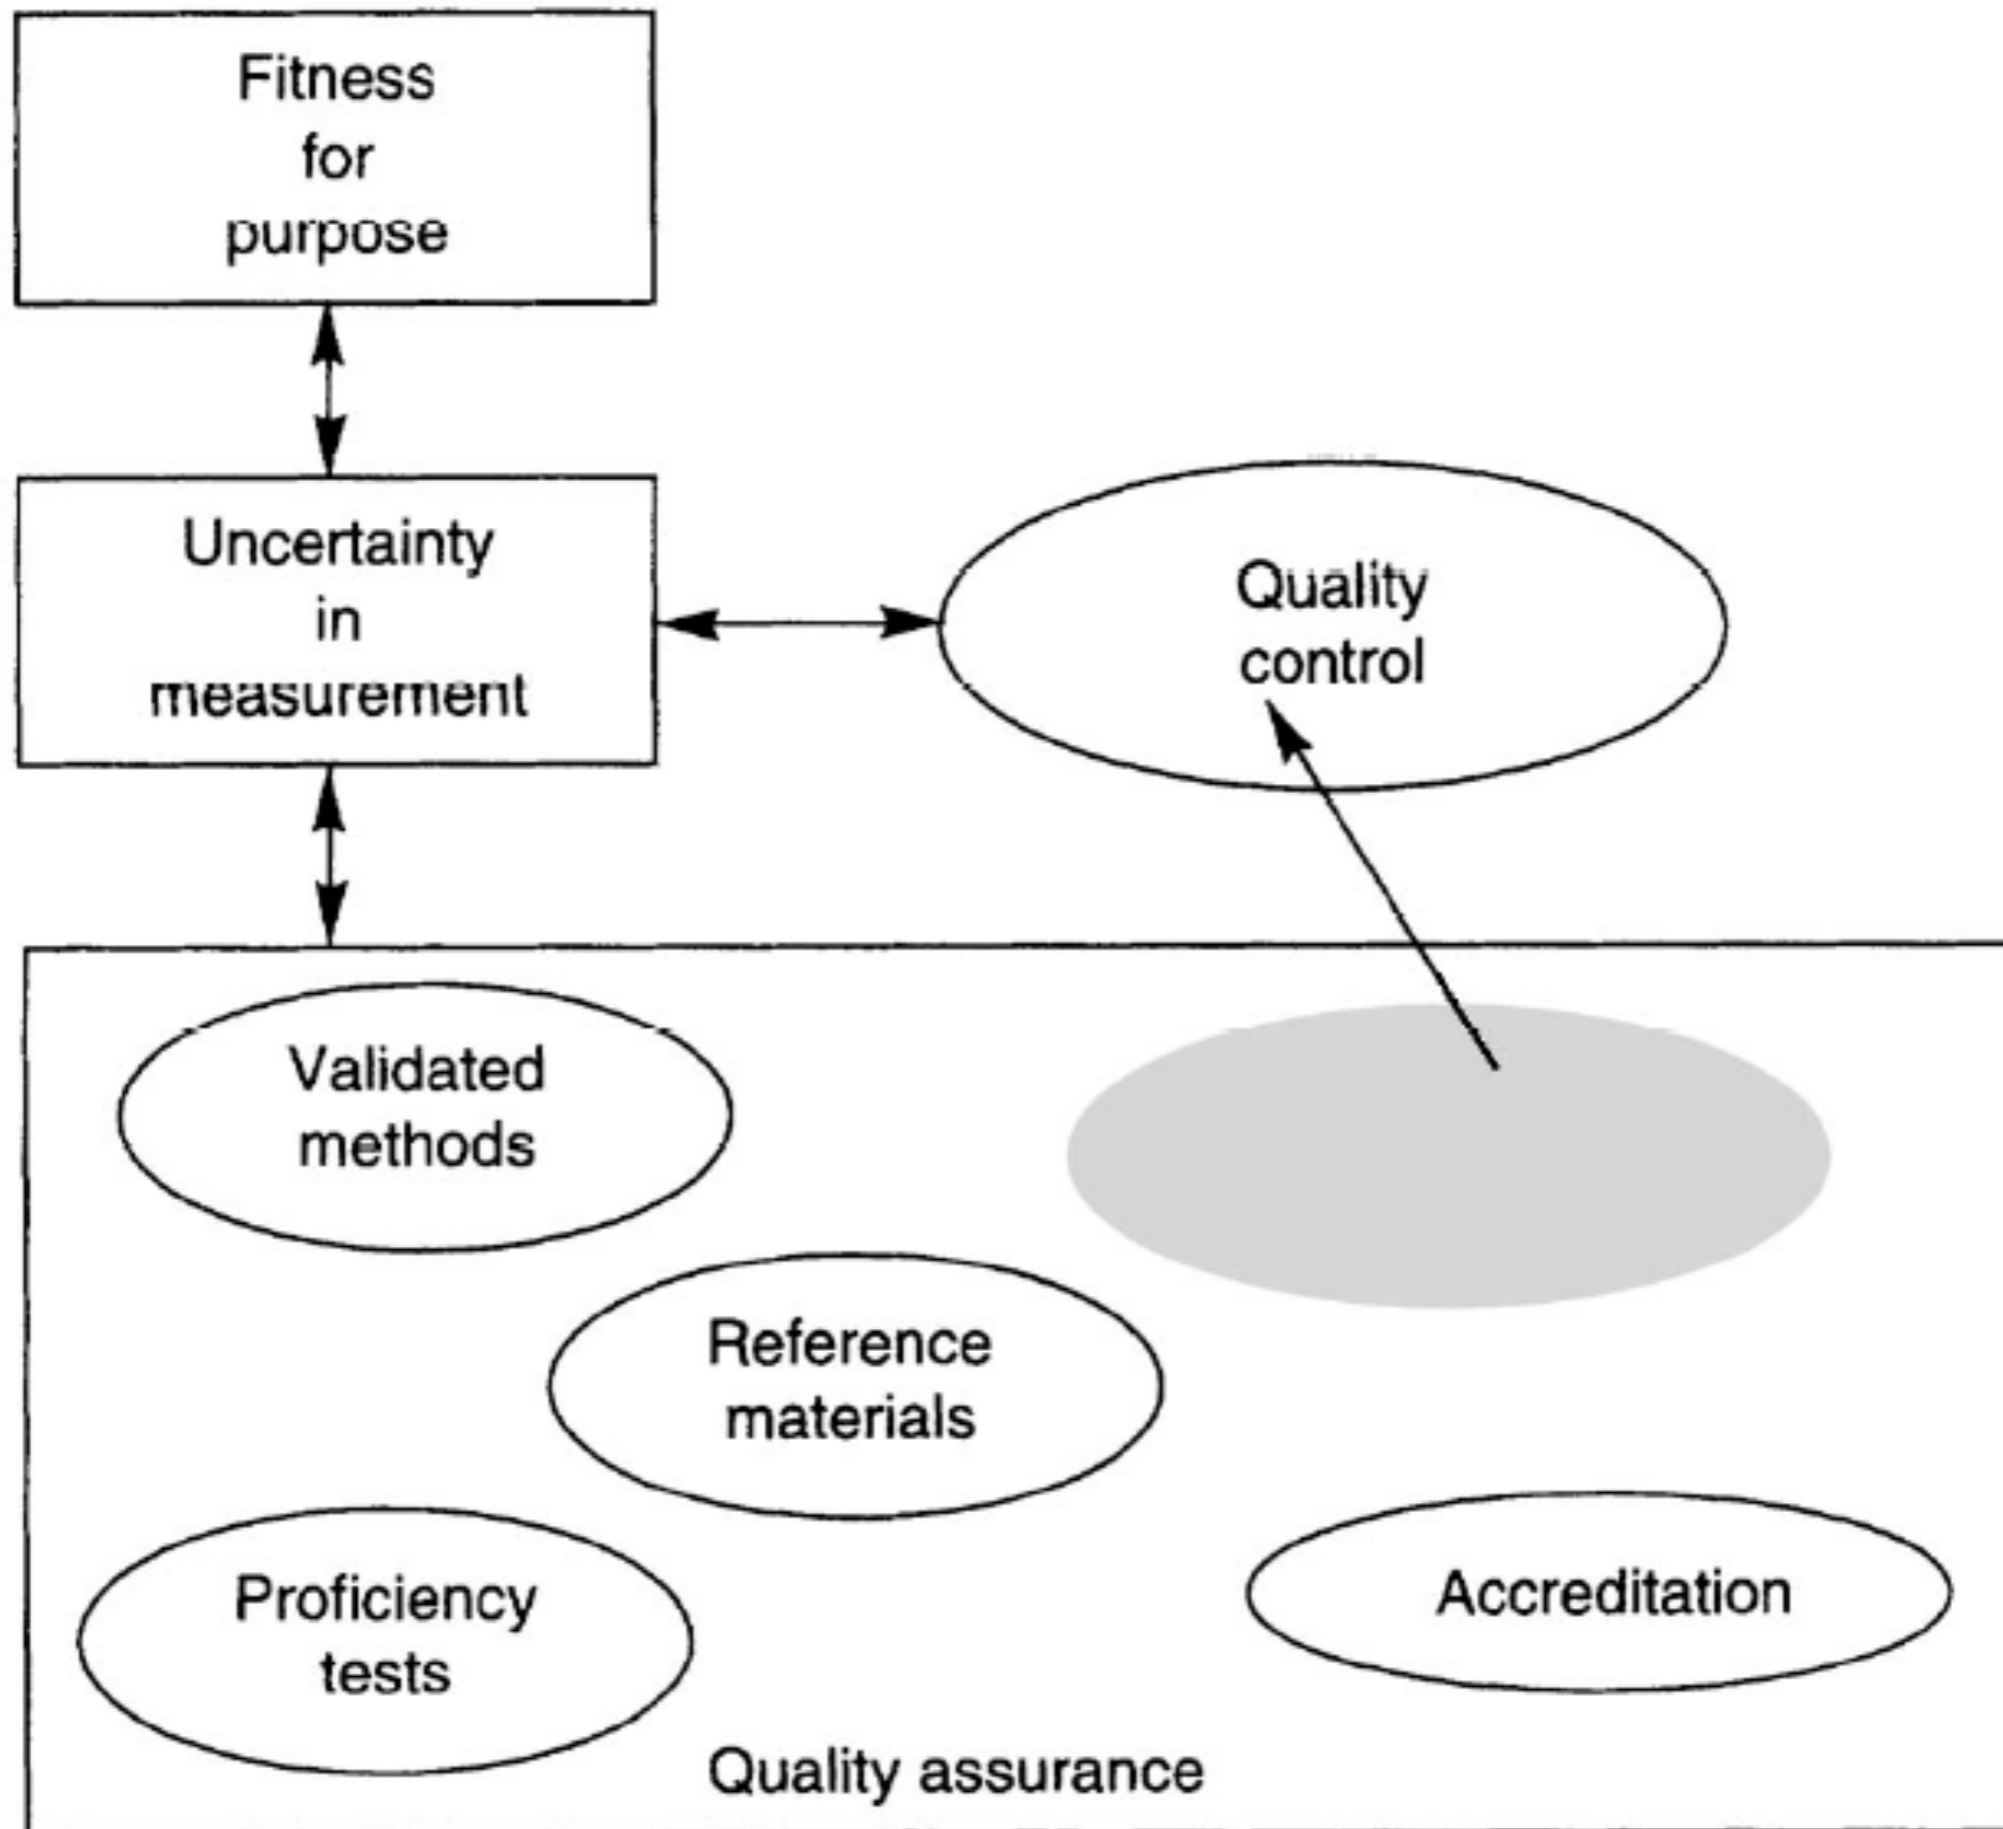 Fitness
for
purpose
Uncertainty
in
measurement
Quality
control
Validated
methods
Reference
materials
Proficiency
tests
Accreditation
Quality assurance